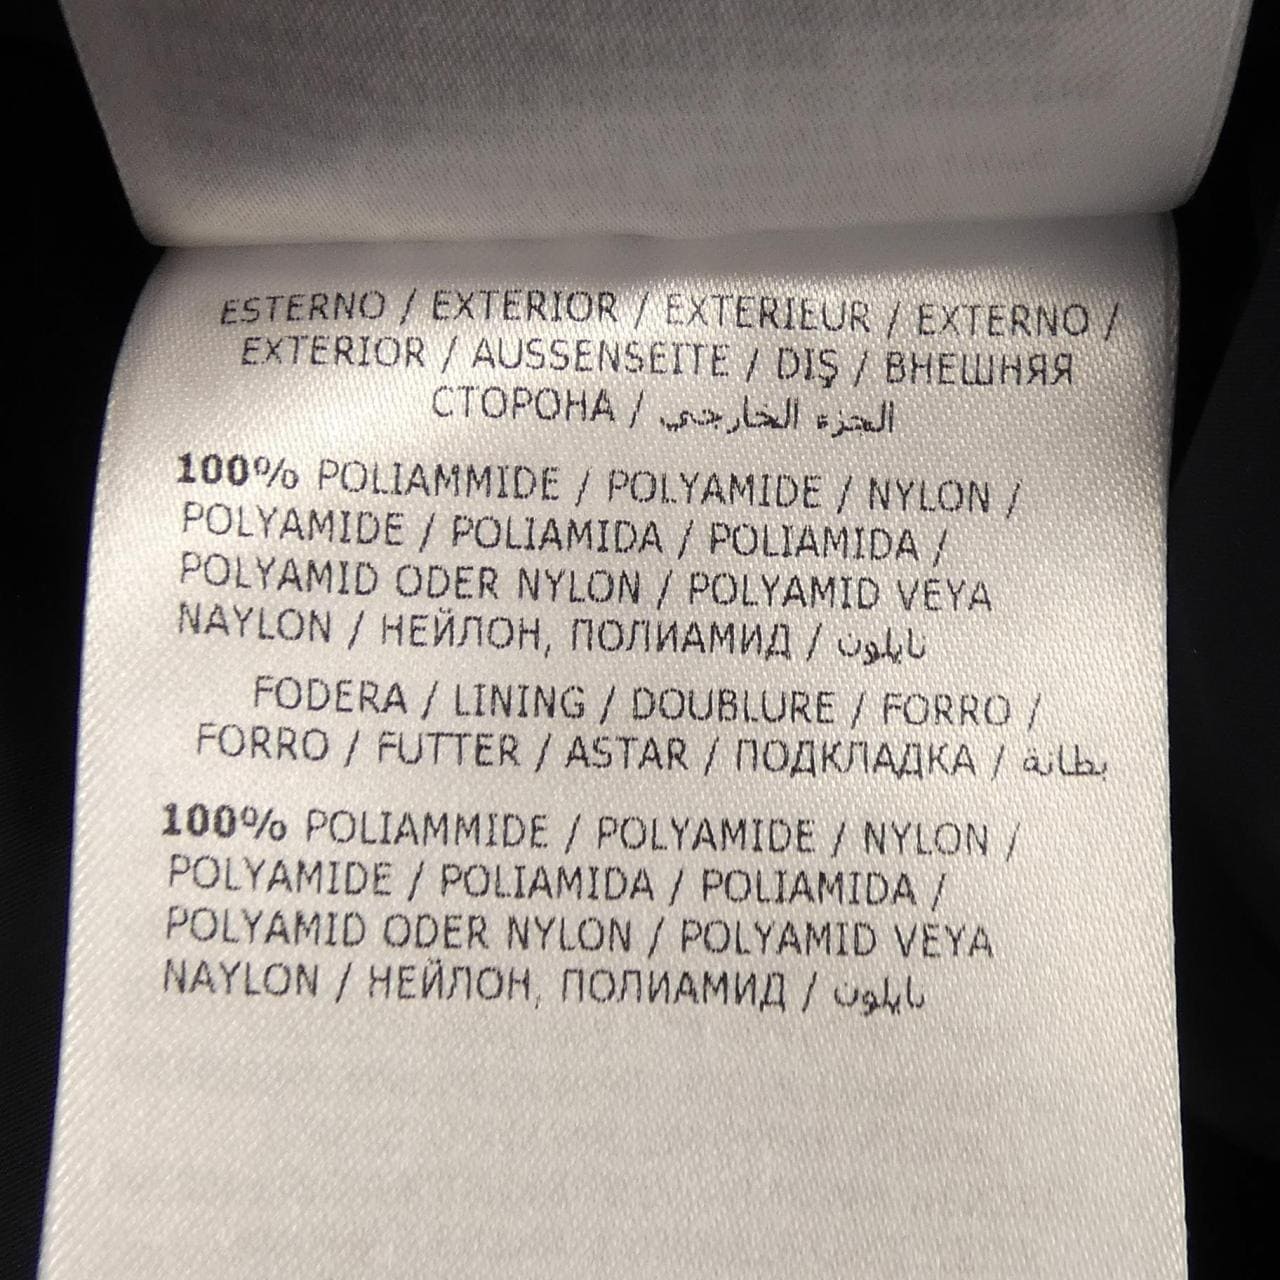 ESTERNO / EXTERIOR / EXTERIEUR / EXTERNO /
EXTERIOR / AUSSENSEITE / DIŞ / ВНЕШНЯЯ
СТОРОНА / الجزء الخارجي
100% POLIAMMIDE / POLYAMIDE / NYLON /
POLYAMIDE / POLIAMIDA / POLIAMIDA /
POLYAMID ODER NYLON / POLYAMID VEYA
NAYLON / НЕЙЛОН, ПОЛИАМИД / نايلون
FODERA / LINING / DOUBLURE / FORRO /
FORRO / FUTTER / ASTAR / ПОДКЛАДКА / بطانة
100% POLIAMMIDE / POLYAMIDE / NYLON /
POLYAMIDE / POLIAMIDA / POLIAMIDA /
POLYAMID ODER NYLON / POLYAMID VEYA
NAYLON / НЕЙЛОН, ПОЛИАМИД / نايلون